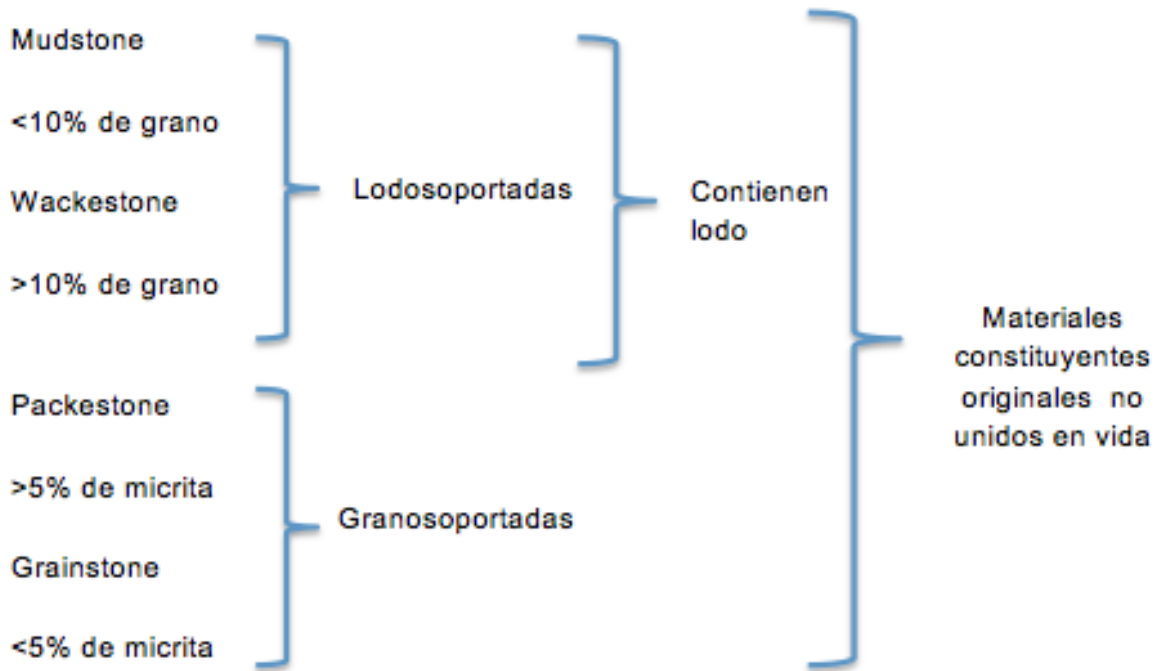 Mudstone
<10% de grano
Wackestone
>10% de grano
Lodosoportadas
Contienen
lodo
Packestone
>5% de micrita
Grainstone
<5% de micrita
Granosoportadas
Materiales
constituyentes
originales no
unidos en vida